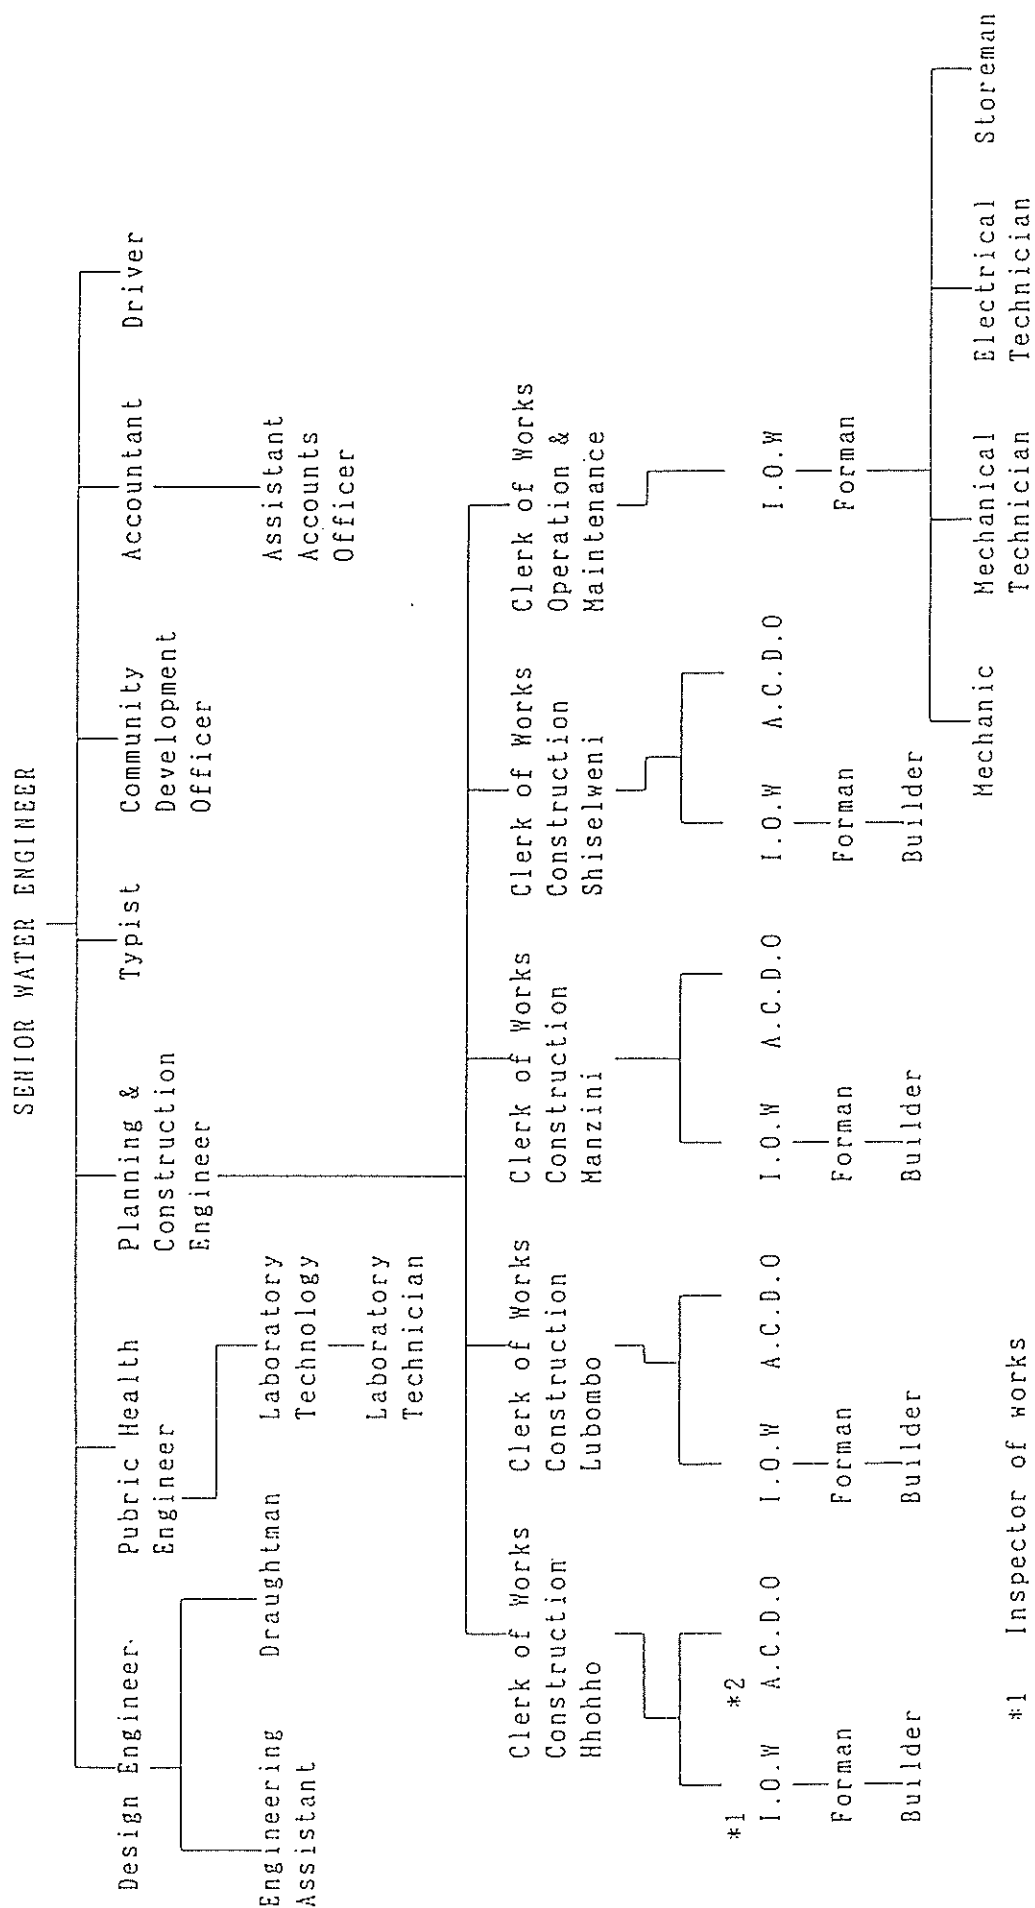 SENIOR WATER ENGINEER
Design Engineer
Pubric Health
Engineer
Planning &
Construction
Engineer
Typist
Community
Development
Officer
Accountant
Driver
Engineering
Assistant
Draughtman
Laboratory
Technology
Laboratory
Technician
Assistant
Accounts
Officer
Clerk of Works
Construction
Hhohho
Clerk of Works
Construction
Lubombo
Clerk of Works
Construction
Manzini
Clerk of Works
Construction
Shiselweni
Clerk of Works
Operation &
Maintenance
*1
I.O.W
Forman
Builder
*2
A.C.D.O
I.O.W
Forman
Builder
A.C.D.O
I.O.W
Forman
Builder
A.C.D.O
I.O.W
Forman
Builder
A.C.D.O
I.O.W
Forman
Mechanic
Mechanical
Technician
Electrical
Technician
Storeman
*1 Inspector of works